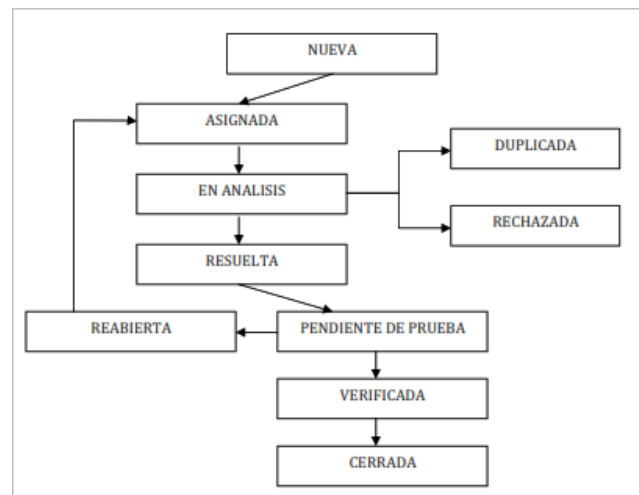 NUEVA
ASIGNADA
DUPLICADA
EN ANALISIS
RECHAZADA
RESUELTA
REABIERTA
PENDIENTE DE PRUEBA
VERIFICADA
CERRADA